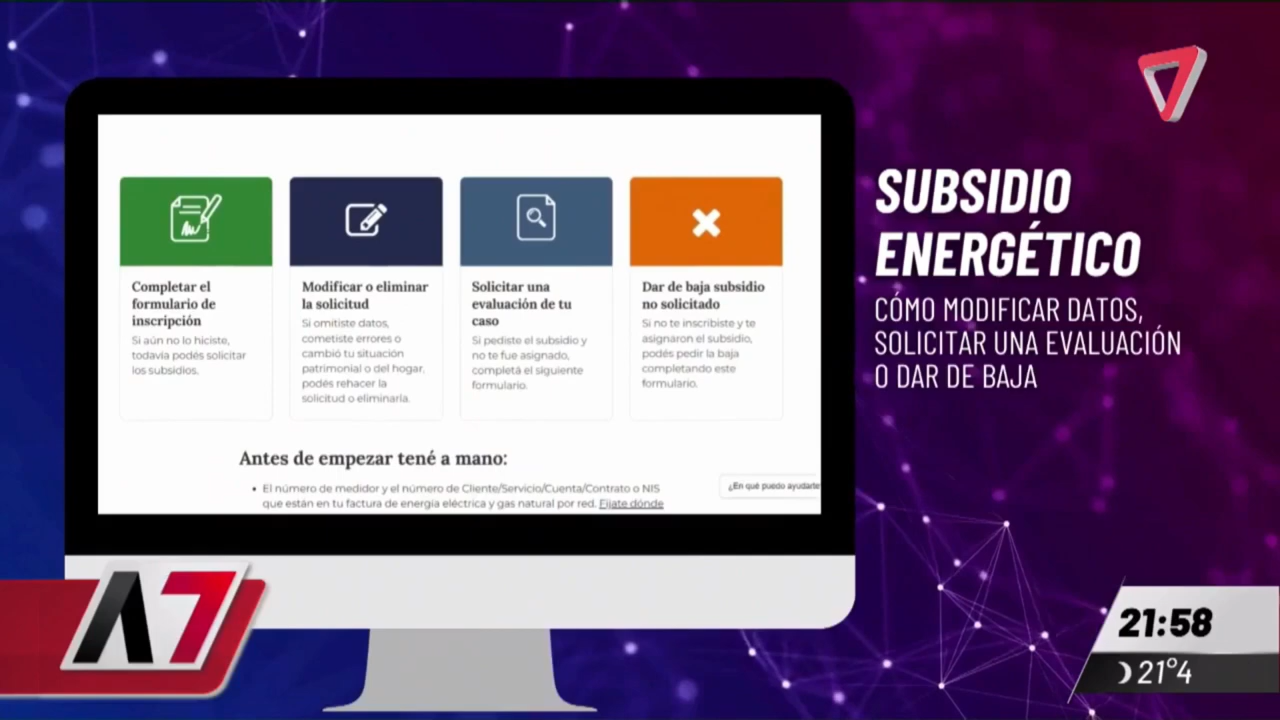 SUBSIDIO
ENERGÉTICO
CÓMO MODIFICAR DATOS,
SOLICITAR UNA EVALUACIÓN
O DAR DE BAJA
Completar el
formulario de
inscripción
Si aún no lo hiciste,
todavía podés solicitar
los subsidios.
Modificar o eliminar
la solicitud
Si omitiste datos,
cometiste errores o
cambió tu situación
patrimonial o del hogar,
podés rehacer la
solicitud o eliminarla.
Solicitar una
evaluación de tu
caso
Si pediste el subsidio y
no te fue asignado,
completá el siguiente
formulario.
Dar de baja subsidio
no solicitado
Si no te inscribiste y te
asignaron el subsidio,
podés pedir la baja
completando este
formulario.
Antes de empezar tené a mano:
• El número de medidor y el número de Cliente/Servicio/Cuenta/Contrato o NIS
que están en tu factura de energía eléctrica y gas natural por red. Fijate dónde
¿En qué puedo ayudarte
A7
21:58
21°4